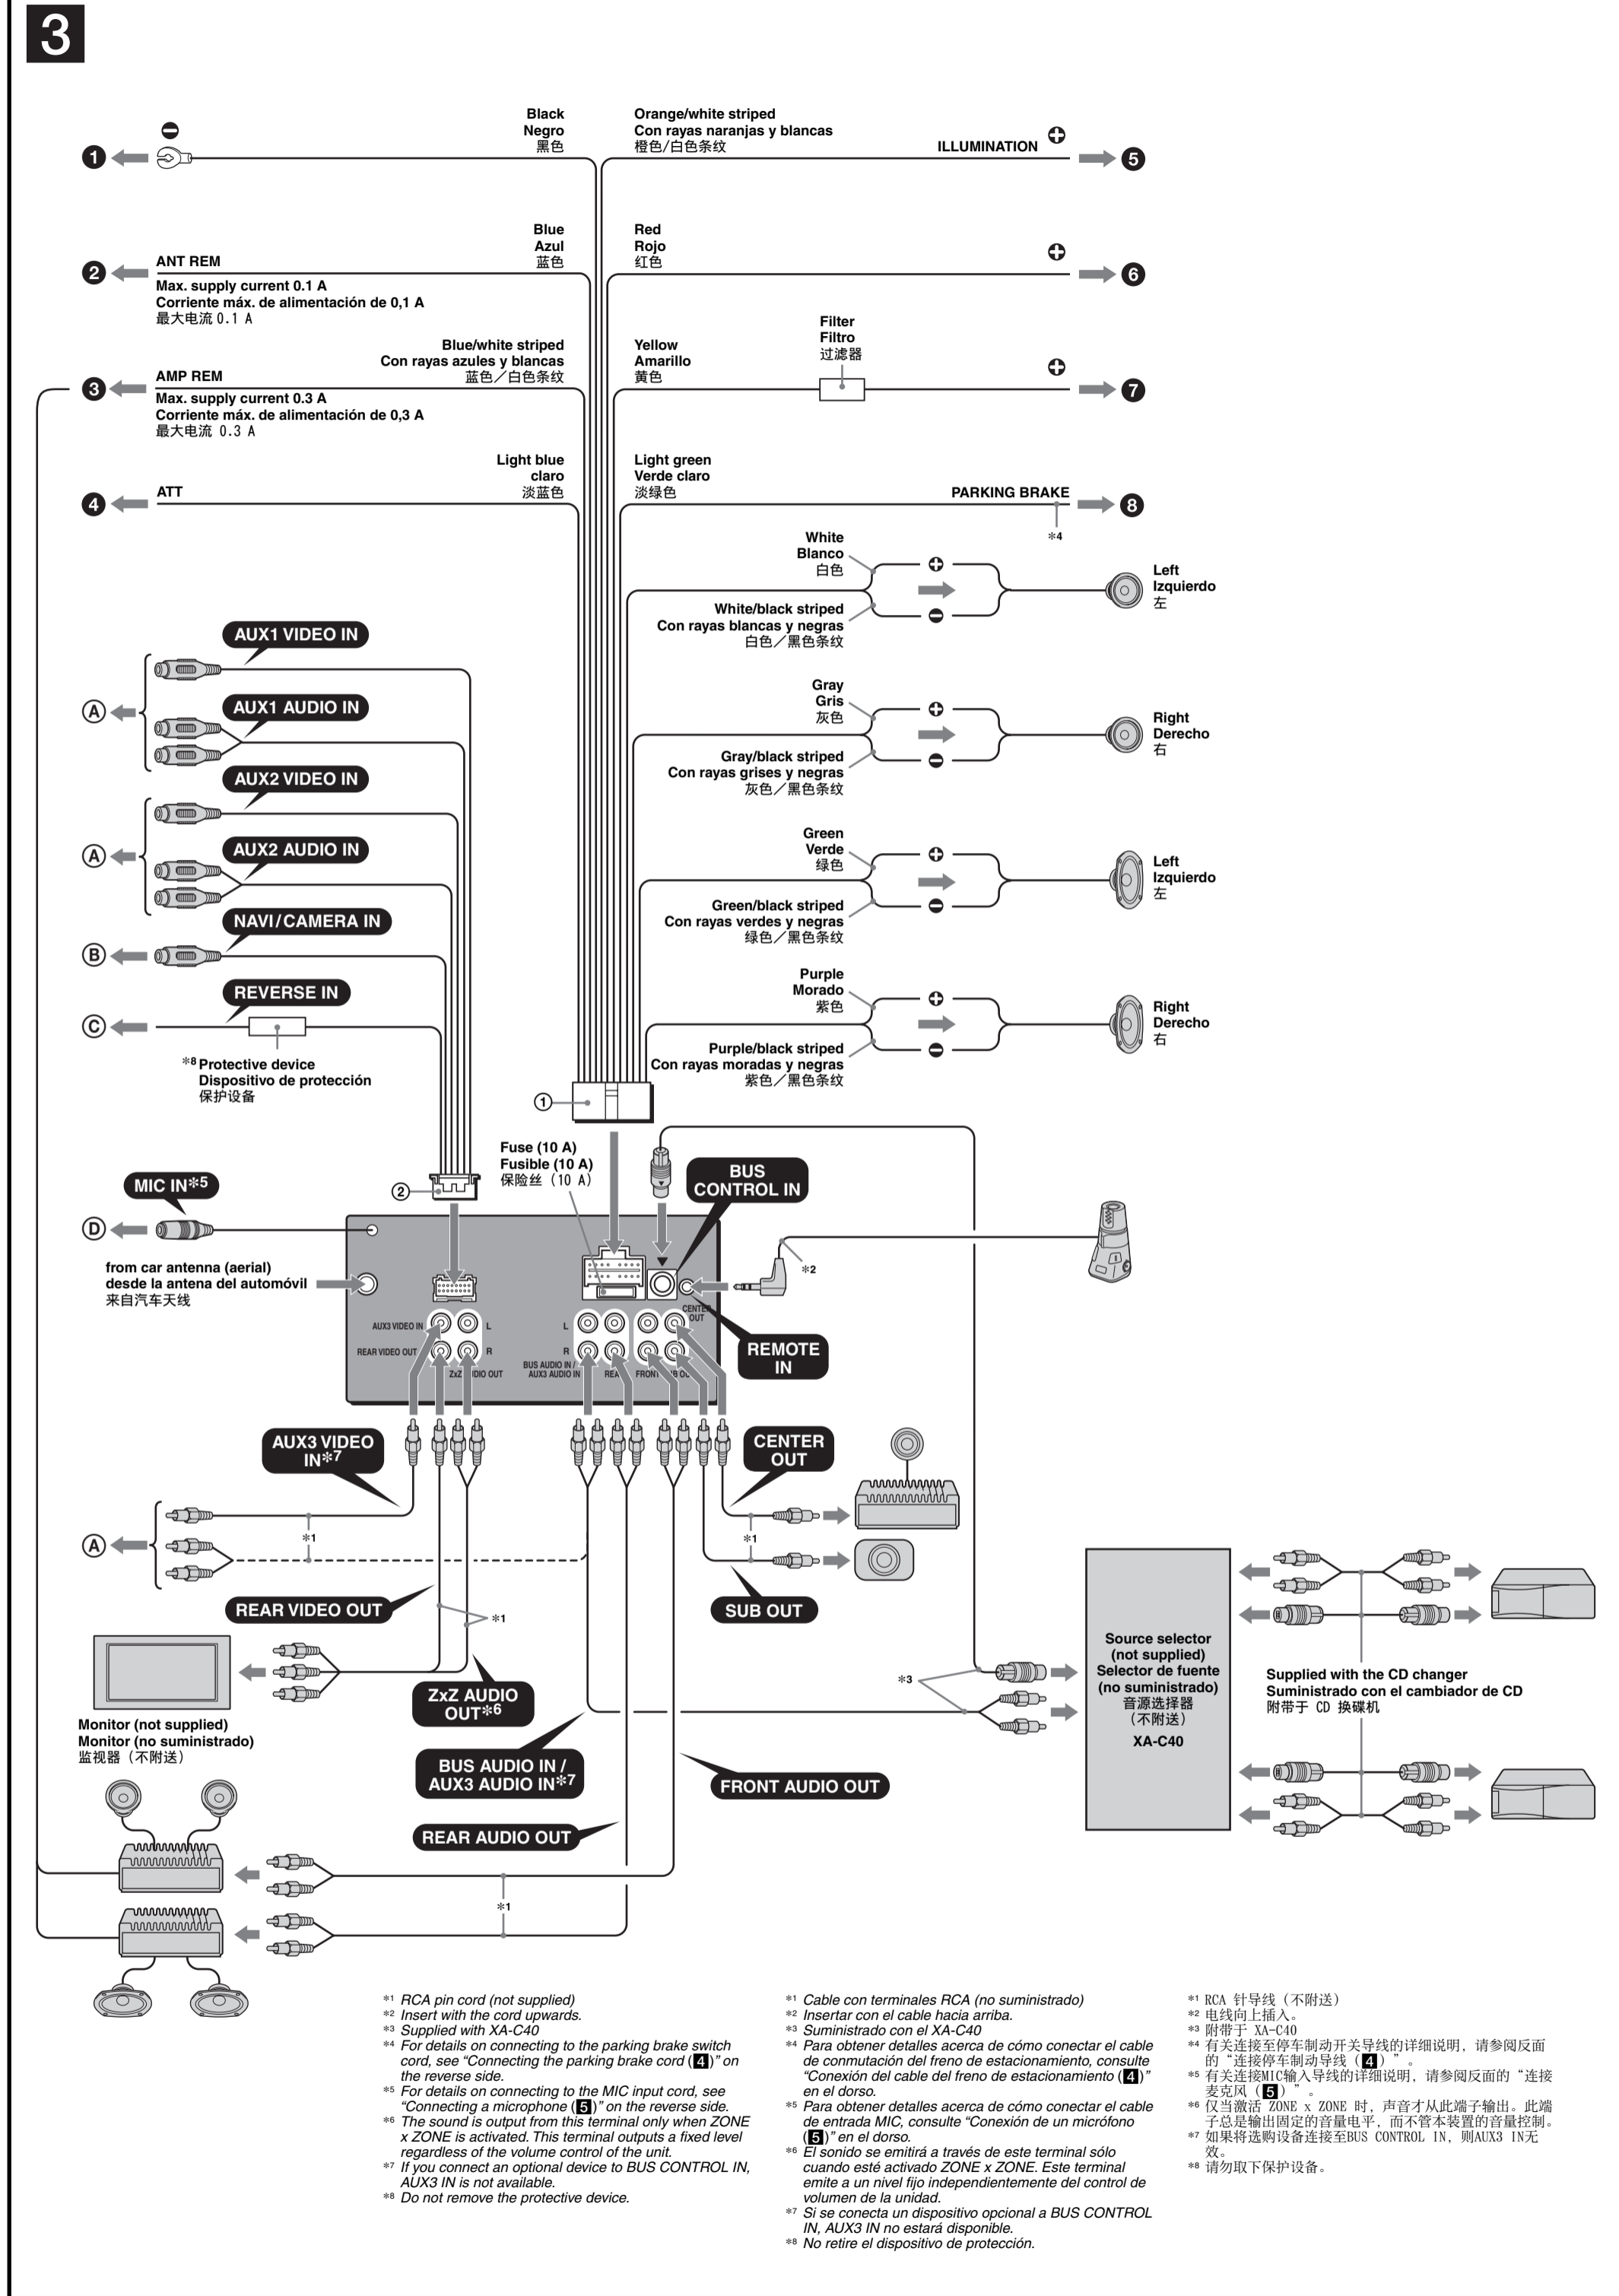 3
Black
Negro
黑色
Orange/white striped
Con rayas naranjas y blancas
橙色/白色条纹
ILLUMINATION
1
5
Blue
Azul
蓝色
Red
Rojo
红色
ANT REM
2
6
Max. supply current 0.1 A
Corriente máx. de alimentación de 0,1 A
最大电流 0.1 A
Filter
Filtro
过滤器
Blue/white striped
Con rayas azules y blancas
蓝色／白色条纹
Yellow
Amarillo
黄色
AMP REM
3
7
Max. supply current 0.3 A
Corriente máx. de alimentación de 0,3 A
最大电流 0.3 A
Light blue
claro
淡蓝色
Light green
Verde claro
淡绿色
ATT
4
PARKING BRAKE
8
*4
White
Blanco
白色
White/black striped
Con rayas blancas y negras
白色／黑色条纹
Left
Izquierdo
左
Gray
Gris
灰色
Gray/black striped
Con rayas grises y negras
灰色／黑色条纹
Right
Derecho
右
Green
Verde
绿色
Green/black striped
Con rayas verdes y negras
绿色／黑色条纹
Left
Izquierdo
左
Purple
Morado
紫色
Purple/black striped
Con rayas moradas y negras
紫色／黑色条纹
Right
Derecho
右
AUX1 VIDEO IN
A
AUX1 AUDIO IN
AUX2 VIDEO IN
A
AUX2 AUDIO IN
NAVI/CAMERA IN
B
REVERSE IN
C
*8 Protective device
Dispositivo de protección
保护设备
1
Fuse (10 A)
Fusible (10 A)
保险丝（10 A）
BUS
CONTROL IN
MIC IN*5
2
D
*2
from car antenna (aerial)
desde la antena del automóvil
来自汽车天线
CENTER
OUT
AUX3 VIDEO IN
L
L
REAR VIDEO OUT
R
R
BUS AUDIO IN /
AUX3 AUDIO IN
REMOTE
IN
AUX3 VIDEO
IN*7
CENTER
OUT
A
*1
*1
REAR VIDEO OUT
*1
SUB OUT
ZxZ AUDIO
OUT*6
Monitor (not supplied)
Monitor (no suministrado)
监视器（不附送）
*3
Source selector
(not supplied)
Selector de fuente
(no suministrado)
音源选择器
（不附送）
XA-C40
Supplied with the CD changer
Suministrado con el cambiador de CD
附带于 CD 换碟机
BUS AUDIO IN /
AUX3 AUDIO IN*7
FRONT AUDIO OUT
REAR AUDIO OUT
*1
*1 RCA pin cord (not supplied)
*2 Insert with the cord upwards.
*3 Supplied with XA-C40
*4 For details on connecting to the parking brake switch
cord, see “Connecting the parking brake cord (4)” on
the reverse side.
*5 For details on connecting to the MIC input cord, see
“Connecting a microphone (5)” on the reverse side.
*6 The sound is output from this terminal only when ZONE
x ZONE is activated. This terminal outputs a fixed level
regardless of the volume control of the unit.
*7 If you connect an optional device to BUS CONTROL IN,
AUX3 IN is not available.
*8 Do not remove the protective device.
*1 Cable con terminales RCA (no suministrado)
*2 Insertar con el cable hacia arriba.
*3 Suministrado con el XA-C40
*4 Para obtener detalles acerca de cómo conectar el cable
de conmutación del freno de estacionamiento, consulte
“Conexión del cable del freno de estacionamiento (4)”
en el dorso.
*5 Para obtener detalles acerca de cómo conectar el cable
de entrada MIC, consulte “Conexión de un micrófono
(5)” en el dorso.
*6 El sonido se emitirá a través de este terminal sólo
cuando esté activado ZONE x ZONE. Este terminal
emite a un nivel fijo independientemente del control de
volumen de la unidad.
*7 Si se conecta un dispositivo opcional a BUS CONTROL
IN, AUX3 IN no estará disponible.
*8 No retire el dispositivo de protección.
*1 RCA 针导线（不附送）
*2 电线向上插入。
*3 附带于 XA-C40
*4 有关连接至停车制动开关导线的详细说明，请参阅反面
的“连接停车制动导线（4）”。
*5 有关连接MIC输入导线的详细说明，请参阅反面的“连接
麦克风（5）”。
*6 仅当激活 ZONE x ZONE 时，声音才从此端子输出。此端
子总是输出固定的音量电平，而不管本装置的音量控制。
*7 如果将选购设备连接至BUS CONTROL IN，则AUX3 IN无
效。
*8 请勿取下保护设备。